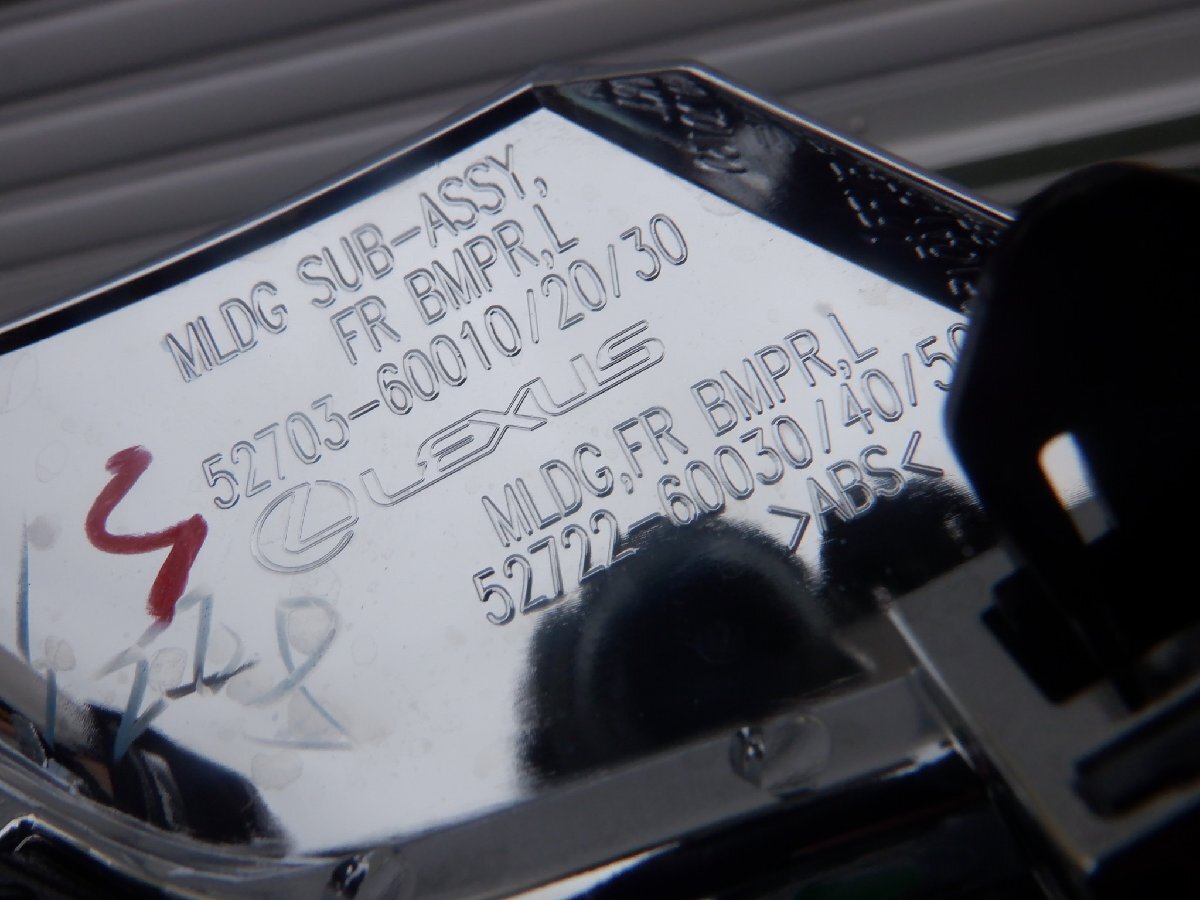 MLDG SUB-ASSY,
FR BMPR,L
52703-60010/20/30
LEXUS
MLDG,FR BMPR,L
52722-60030/40/50
>ABS<